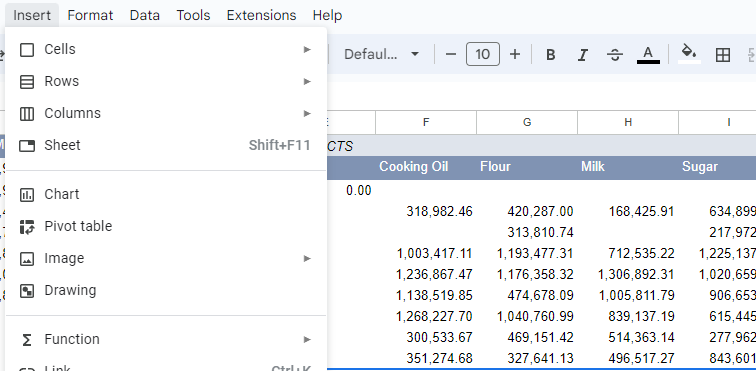 Insert Format Data Tools Extensions Help
Cells
Defaul... 10 B I A
Rows
Columns
F G H I
Sheet Shift+F11
CTS
Cooking Oil Flour Milk Sugar
0.00
Chart
318,982.46 420,287.00 168,425.91 634,899
Pivot table
313,810.74 217,972
Image
1,003,417.11 1,193,477.31 712,535.22 1,225,137
1,236,867.47 1,176,358.32 1,306,892.31 1,020,659
Drawing
1,138,519.85 474,678.09 1,005,811.79 906,653
1,268,227.70 1,040,760.99 839,137.19 615,445
Σ Function
300,533.67 469,151.42 514,363.14 277,962
351,274.68 327,641.13 496,517.27 843,601
Link Ctrl+K